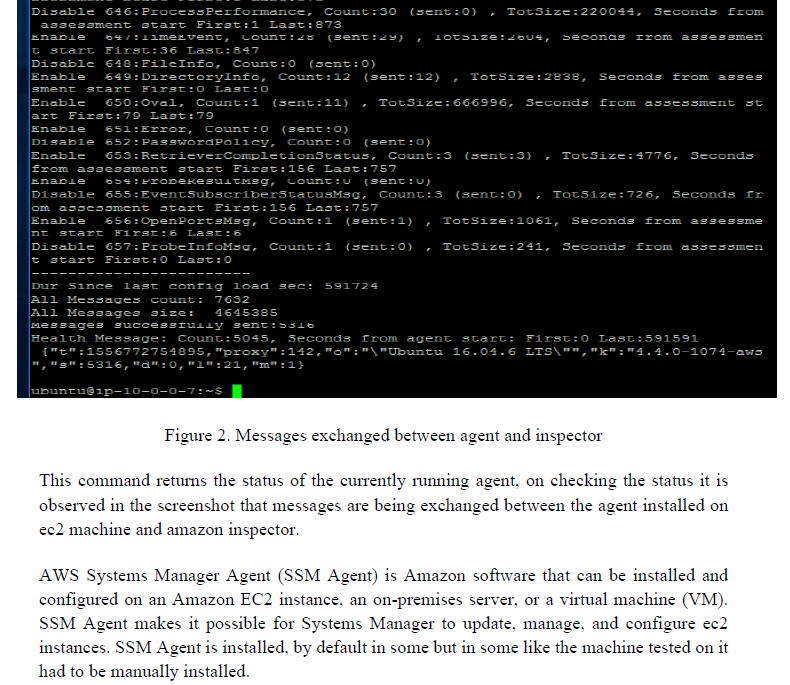 Disable 646:ProcessPerformance, Count:30 (sent:0) , TotSize:220044, Seconds from
assessment start First:1 Last:873
Enable 647:TimeEvent, Count:28 (sent:29) , TotSize:2604, Seconds from assessmen
t start First:36 Last:847
Disable 648:FileInfo, Count:0 (sent:0)
Enable 649:DirectoryInfo, Count:12 (sent:12) , TotSize:2838, Seconds from asses
sment start First:0 Last:0
Enable 650:Oval, Count:1 (sent:11) , TotSize:666996, Seconds from assessment st
art First:79 Last:79
Enable 651:Error, Count:0 (sent:0)
Disable 652:PasswordPolicy, Count:0 (sent:0)
Enable 653:RetrieverCompletionStatus, Count:3 (sent:3) , TotSize:4776, Seconds
from assessment start First:156 Last:757
Enable 654:ProbeResultMsg, Count:0 (sent:0)
Disable 655:EventSubscriberStatusMsg, Count:3 (sent:0) , TotSize:726, Seconds fr
om assessment start First:156 Last:757
Enable 656:OpenPortsMsg, Count:1 (sent:1) , TotSize:1061, Seconds from assessme
nt start First:6 Last:6
Disable 657:ProbeInfoMsg, Count:1 (sent:0) , TotSize:241, Seconds from assessmen
t start First:0 Last:0
-------------------------
Dur Since last config load sec: 591724
All Messages count: 7632
All Messages size: 4645385
Messages successfully sent:5316
Health Message: Count:5045, Seconds from agent start: First:0 Last:591591
{"t":1556772754895,"proxy":142,"o":"\"Ubuntu 16.04.6 LTS\"","k":"4.4.0-1074-aws
","s":5316,"d":0,"l":21,"m":1}
ubuntu@ip-10-0-0-7:~$
Figure 2. Messages exchanged between agent and inspector
This command returns the status of the currently running agent, on checking the status it is
observed in the screenshot that messages are being exchanged between the agent installed on
ec2 machine and amazon inspector.
AWS Systems Manager Agent (SSM Agent) is Amazon software that can be installed and
configured on an Amazon EC2 instance, an on-premises server, or a virtual machine (VM).
SSM Agent makes it possible for Systems Manager to update, manage, and configure ec2
instances. SSM Agent is installed, by default in some but in some like the machine tested on it
had to be manually installed.